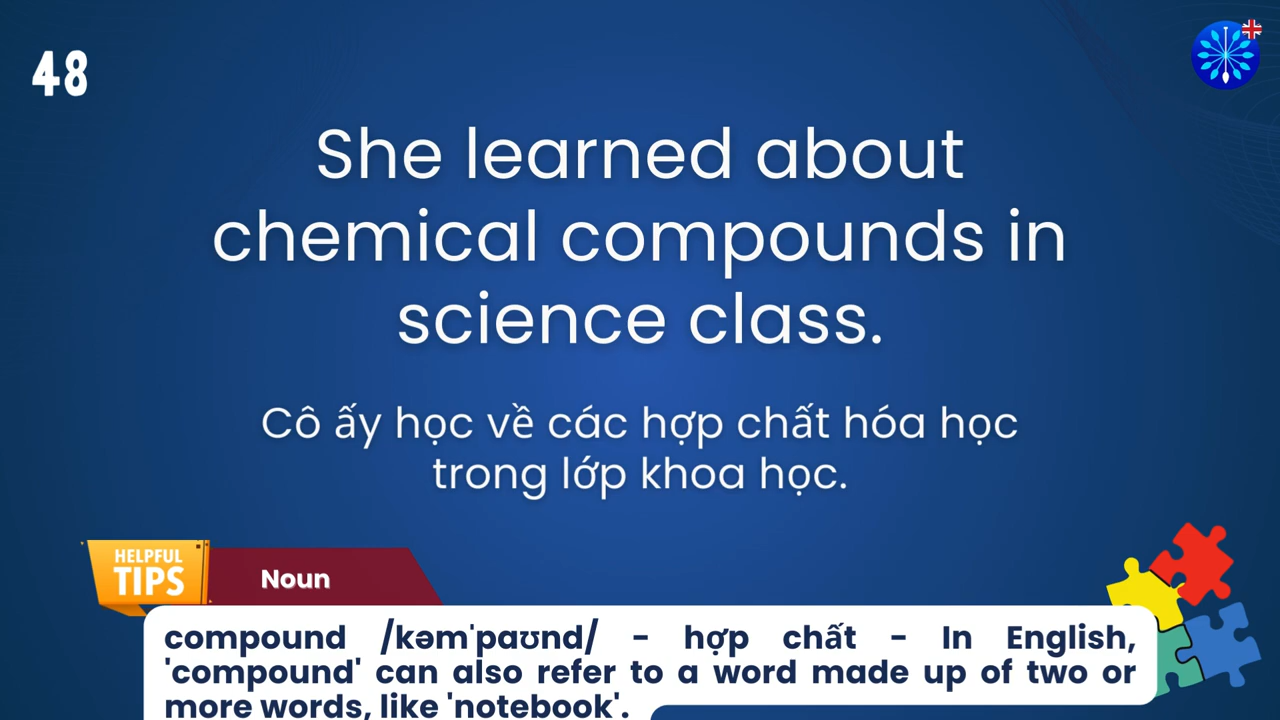 48
She learned about
chemical compounds in
science class.
Cô ấy học về các hợp chất hóa học
trong lớp khoa học.
HELPFUL
TIPS
Noun
compound /kəmˈpaʊnd/ - hợp chất - In English,
'compound' can also refer to a word made up of two or
more words, like 'notebook'.